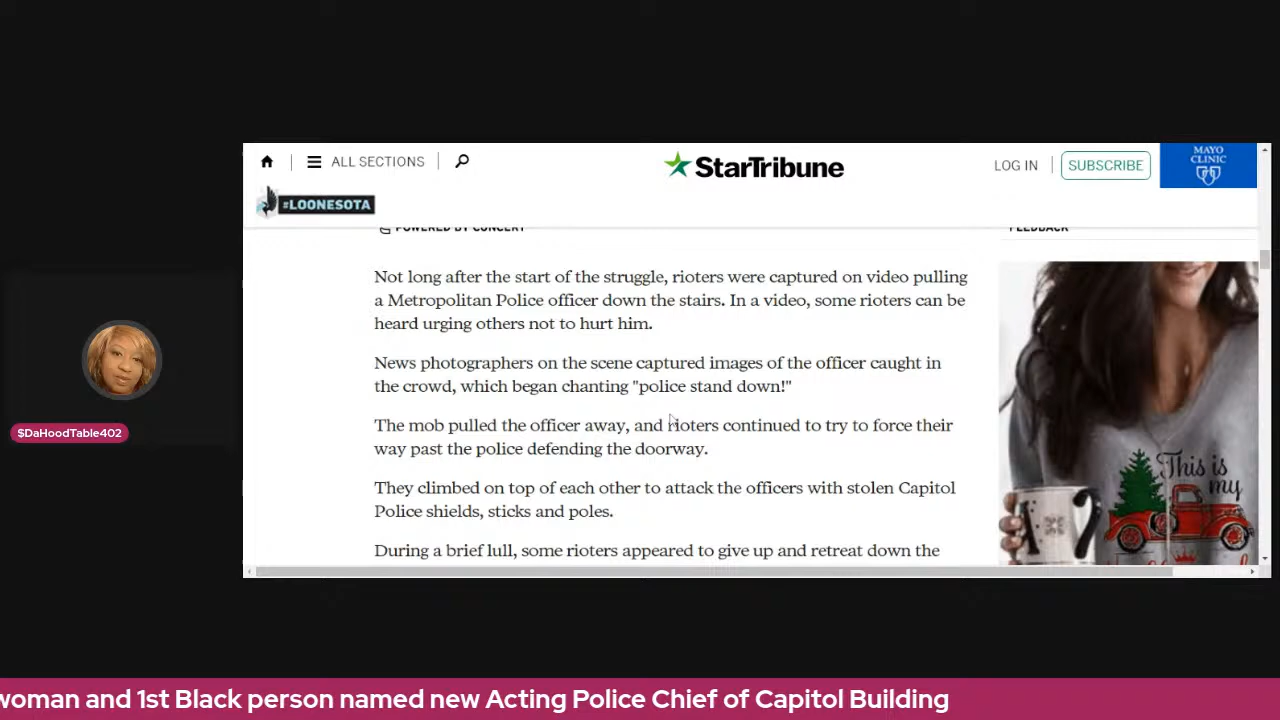 ALL SECTIONS
StarTribune
LOG IN
SUBSCRIBE
MAYO
CLINIC
#LOONESOTA
POWERED BY CONCERT
FEEDBACK
Not long after the start of the struggle, rioters were captured on video pulling
a Metropolitan Police officer down the stairs. In a video, some rioters can be
heard urging others not to hurt him.
News photographers on the scene captured images of the officer caught in
the crowd, which began chanting "police stand down!"
The mob pulled the officer away, and rioters continued to try to force their
way past the police defending the doorway.
They climbed on top of each other to attack the officers with stolen Capitol
Police shields, sticks and poles.
During a brief lull, some rioters appeared to give up and retreat down the
This is
my
$DaHoodTable402
woman and 1st Black person named new Acting Police Chief of Capitol Building